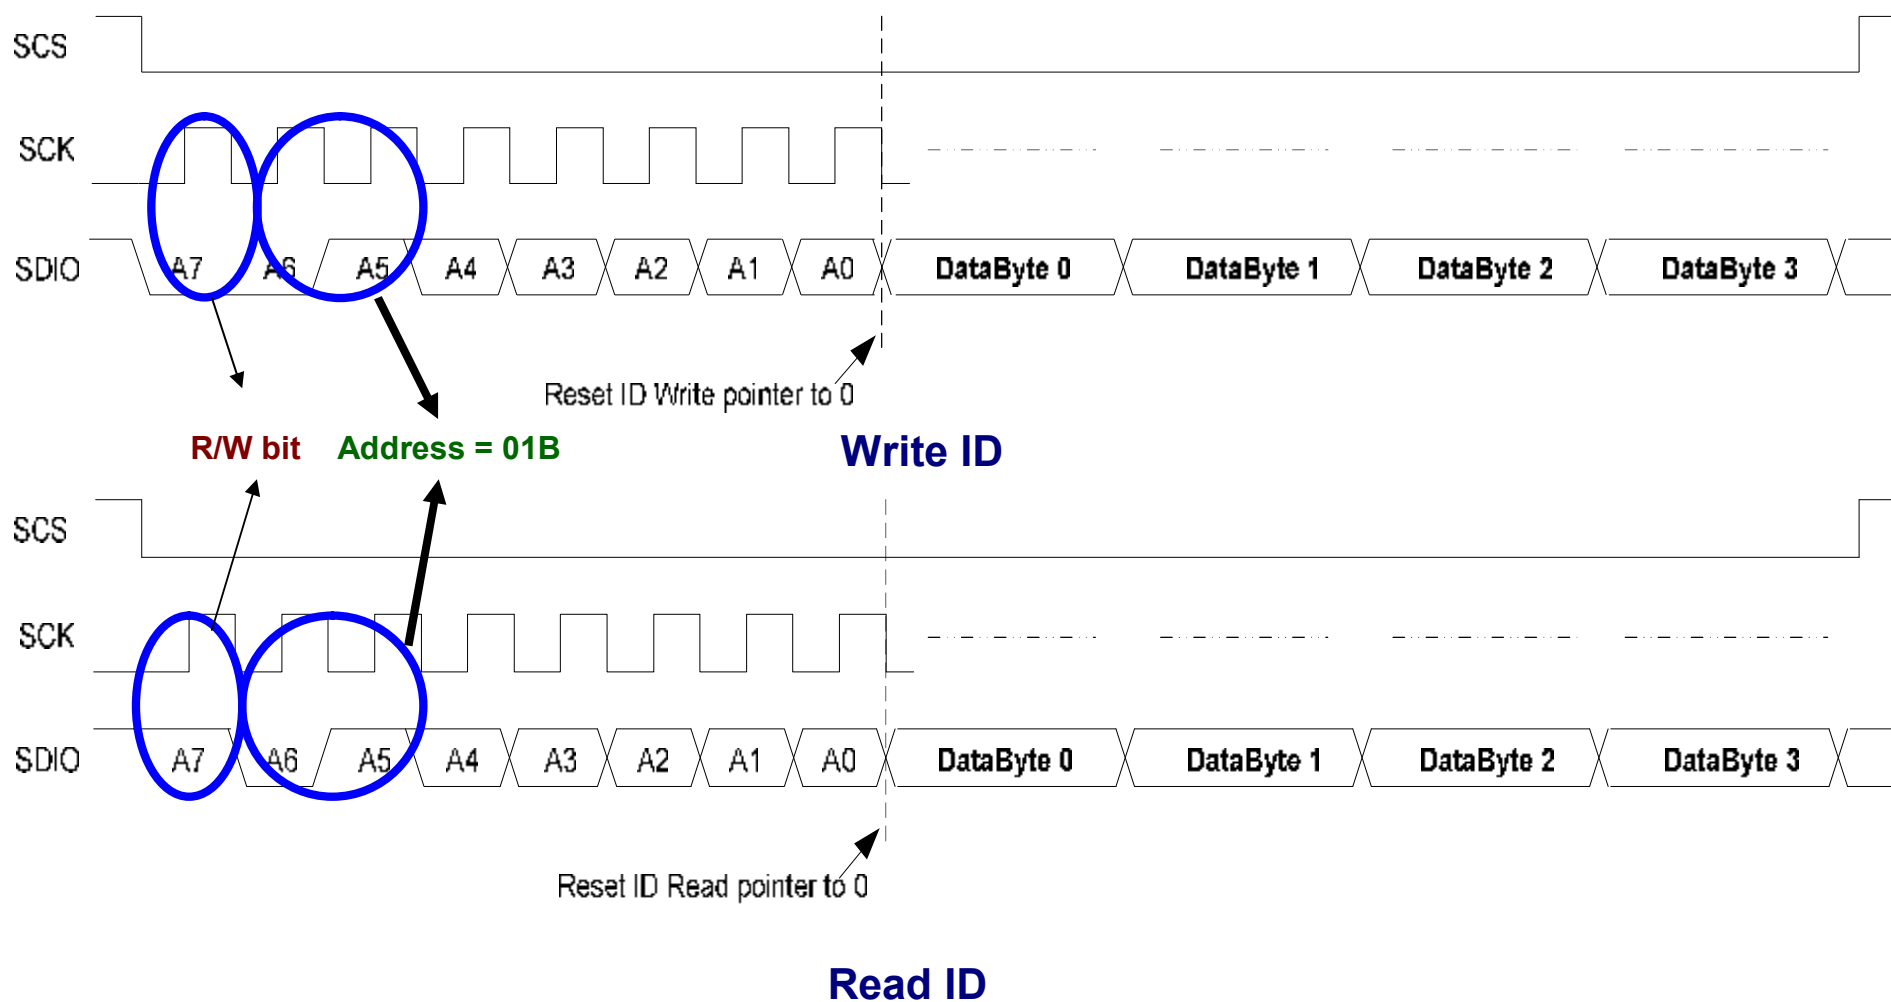 SCS
SCK
SDIO A7 A6 A5 A4 A3 A2 A1 A0 DataByte 0 DataByte 1 DataByte 2 DataByte 3
Reset ID Write pointer to 0
R/W bit Address = 01B Write ID
SCS
SCK
SDIO A7 A6 A5 A4 A3 A2 A1 A0 DataByte 0 DataByte 1 DataByte 2 DataByte 3
Reset ID Read pointer to 0
Read ID